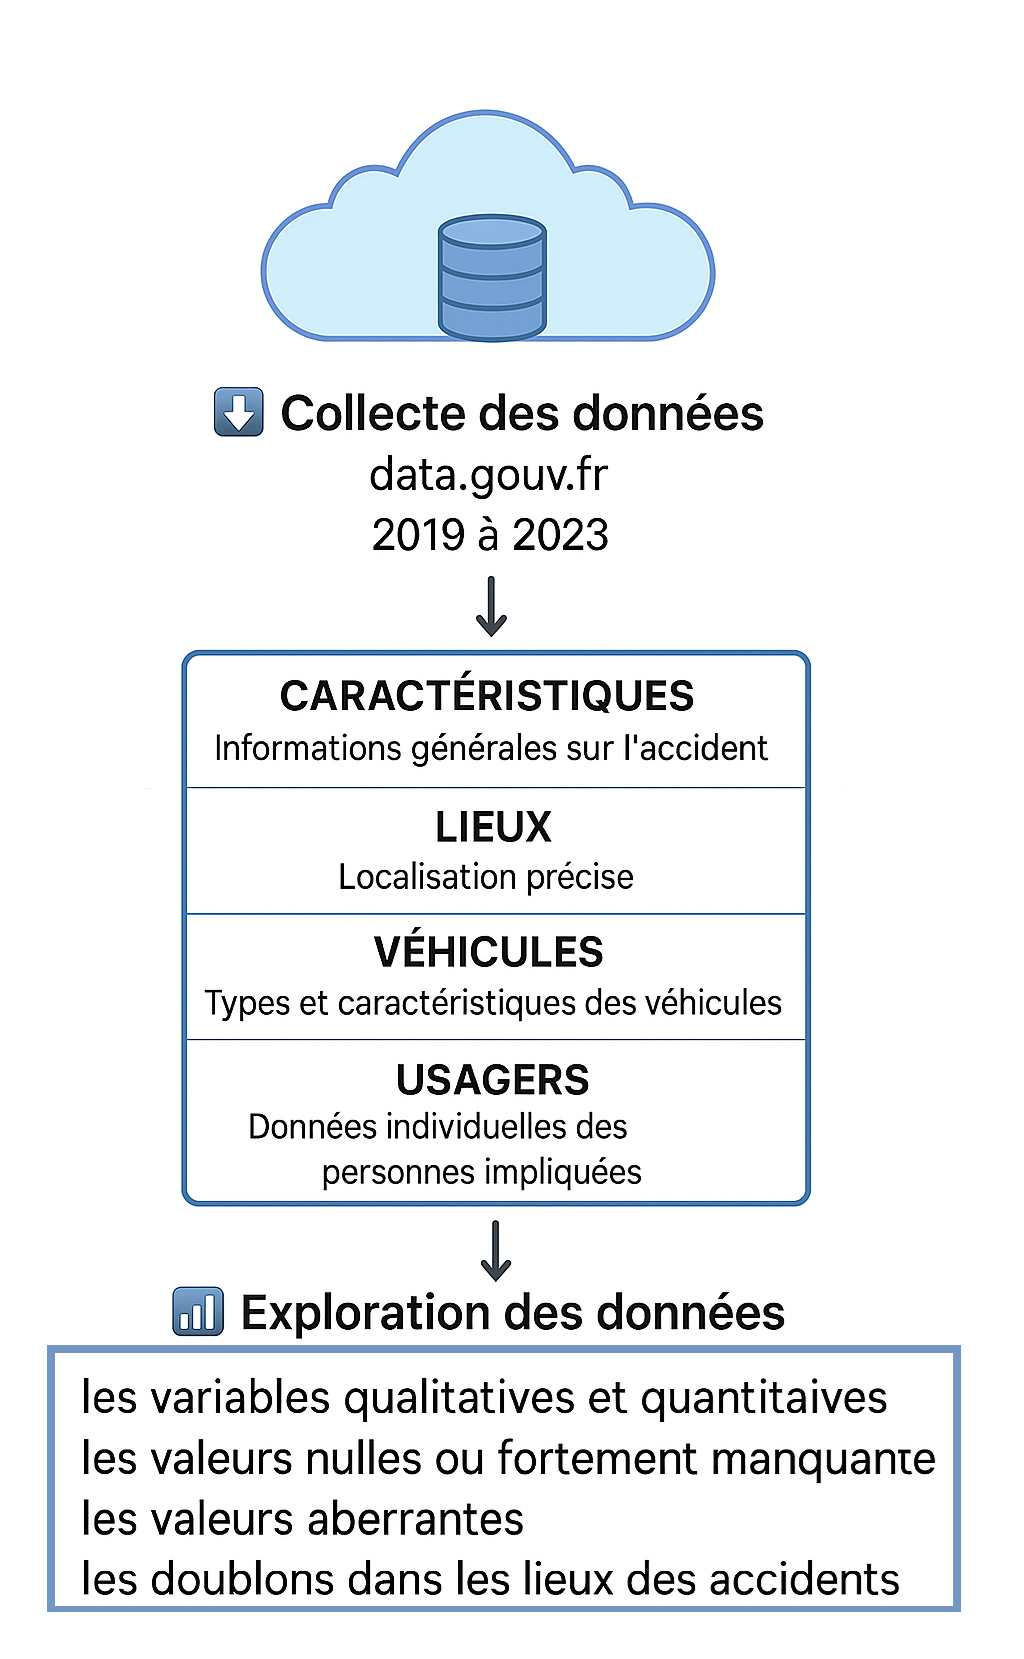 Collecte des données
data.gouv.fr
2019 à 2023
CARACTÉRISTIQUES
Informations générales sur l'accident
LIEUX
Localisation précise
VÉHICULES
Types et caractéristiques des véhicules
USAGERS
Données individuelles des
personnes impliquées
Exploration des données
les variables qualitatives et quantitaives
les valeurs nulles ou fortement manquante
les valeurs aberrantes
les doublons dans les lieux des accidents